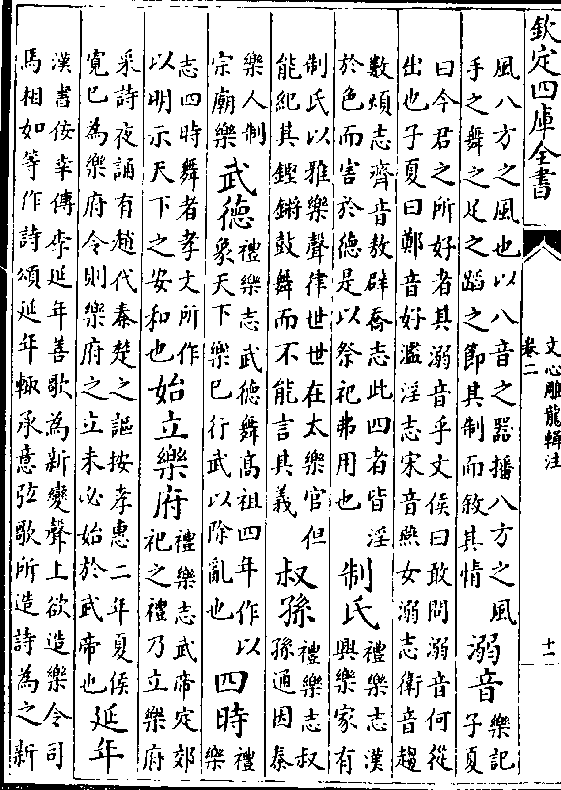 欽定四庫全書
文心雕龍輯注
卷二
十一
風八方之風也以八音之器播八方之風
手之舞之足之蹈之節其制而敘其情
溺音
樂記
子夏
曰今君之所好者其溺音乎文侯曰敢問溺音何從
出也子夏曰鄭音好濫淫志宋音燕女溺志衛音趨
數煩志齊音敖辟喬志此四者皆淫
於色而害於德是以祭祀弗用也
制氏
禮樂志漢
興樂家有
制氏以雅樂聲律世世在太樂官但
能紀其鏗鏘鼓舞而不能言其義
叔孫
禮樂志叔
孫通因秦
樂人制
宗廟樂
武德
禮樂志武德舞髙祖四年作以
象天下樂已行武以除亂也
四時
禮
樂
志四時舞者孝文所作
以明示天下之安和也
始立樂府
禮樂志武帝定郊
祀之禮乃立樂府
采詩夜誦有趙代秦楚之謳按孝惠二年夏侯
寛已為樂府令則樂府之立未必始於武帝也
延年
漢書佞幸傳李延年善歌為新變聲上欲造樂令司
馬相如等作詩頌延年輒承意弦歌所造詩為之新